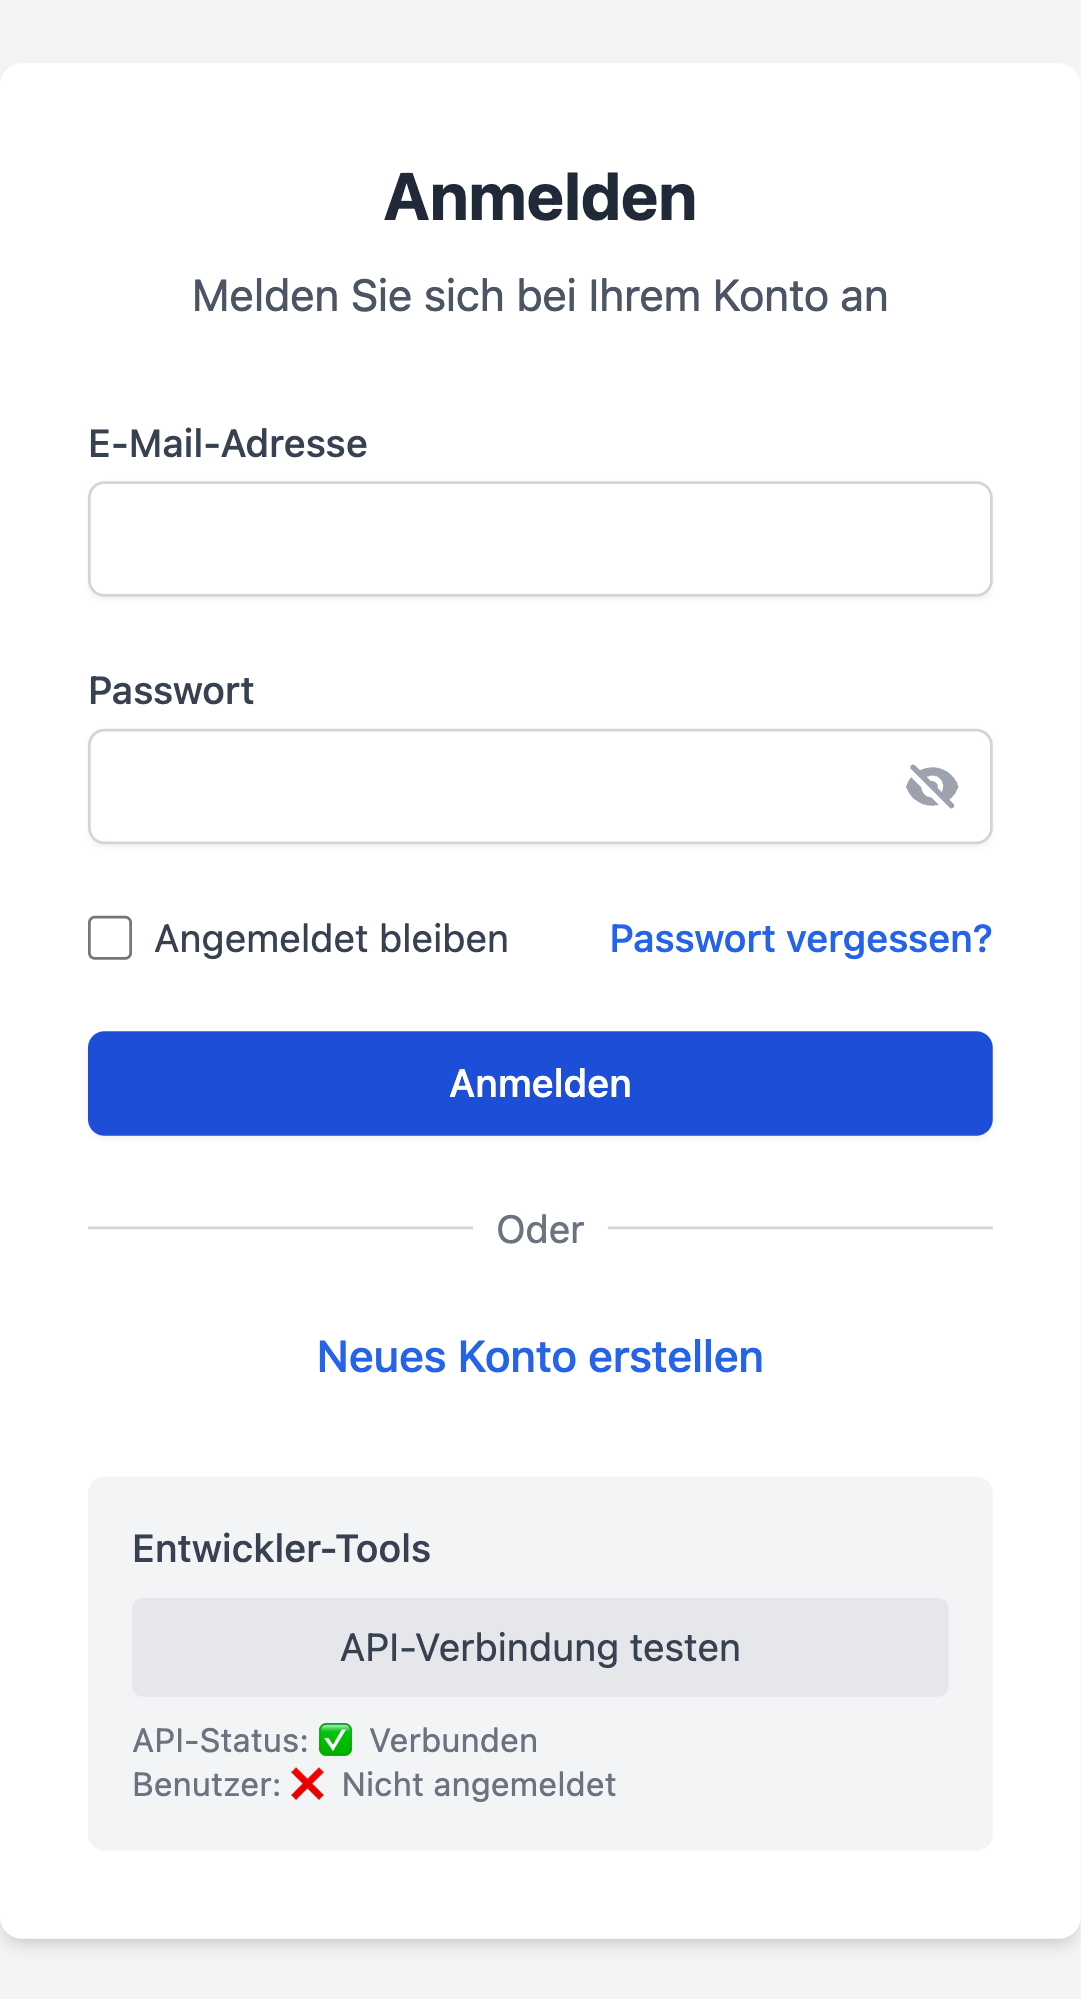 Anmelden
Melden Sie sich bei Ihrem Konto an
E-Mail-Adresse
Passwort
Angemeldet bleiben
Passwort vergessen?
Anmelden
Oder
Neues Konto erstellen
Entwickler-Tools
API-Verbindung testen
API-Status: ✅ Verbunden
Benutzer: ❌ Nicht angemeldet